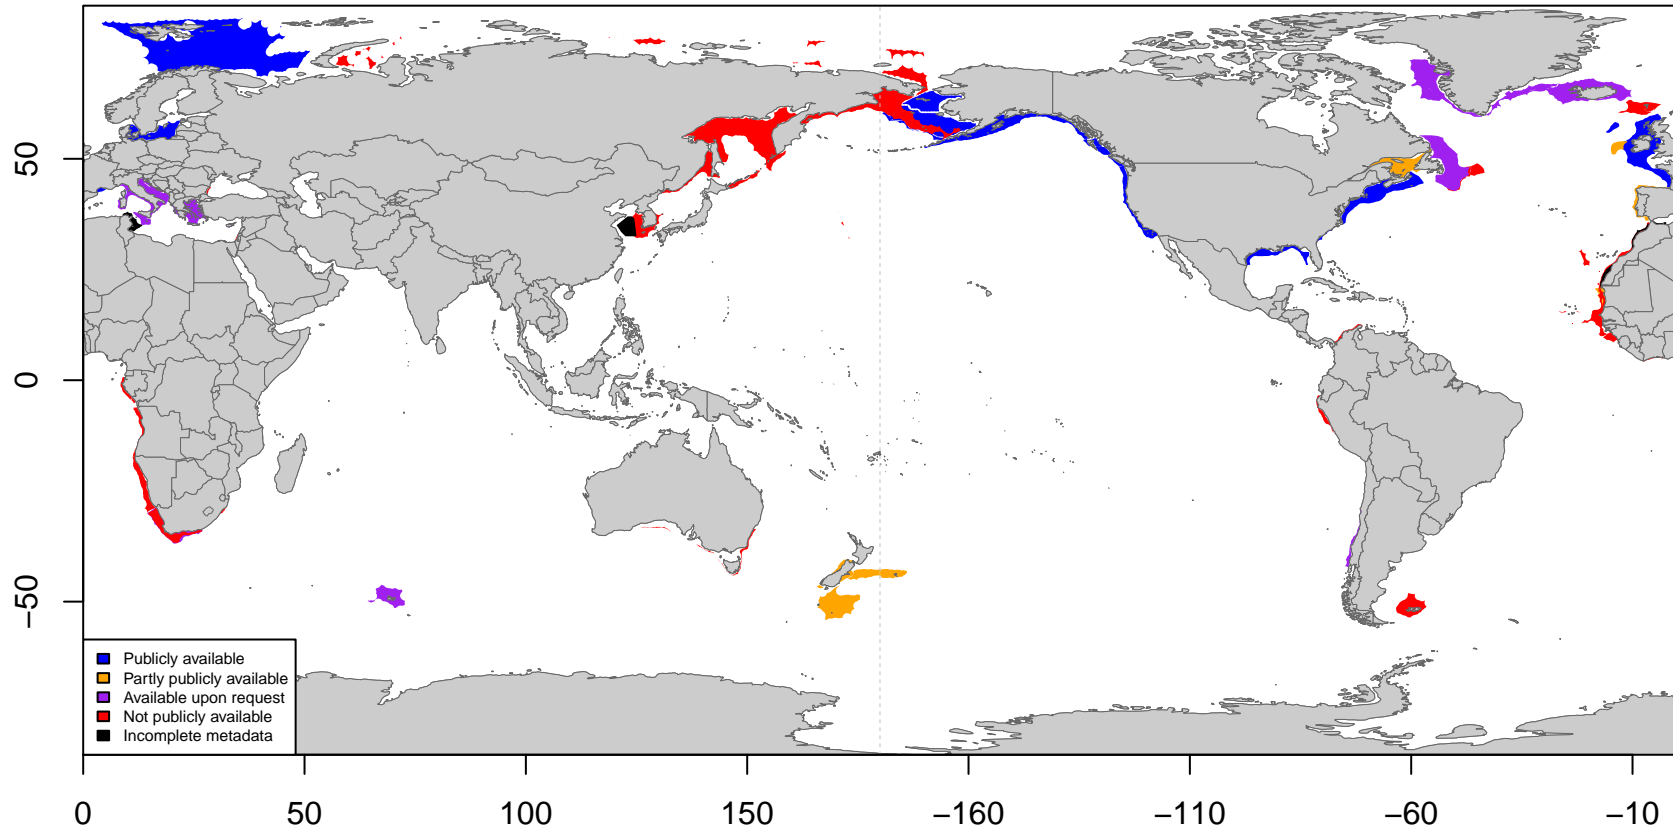 50
0
−50
Publicly available
Partly publicly available
Available upon request
Not publicly available
Incomplete metadata
0 50 100 150 −160 −110 −60 −10